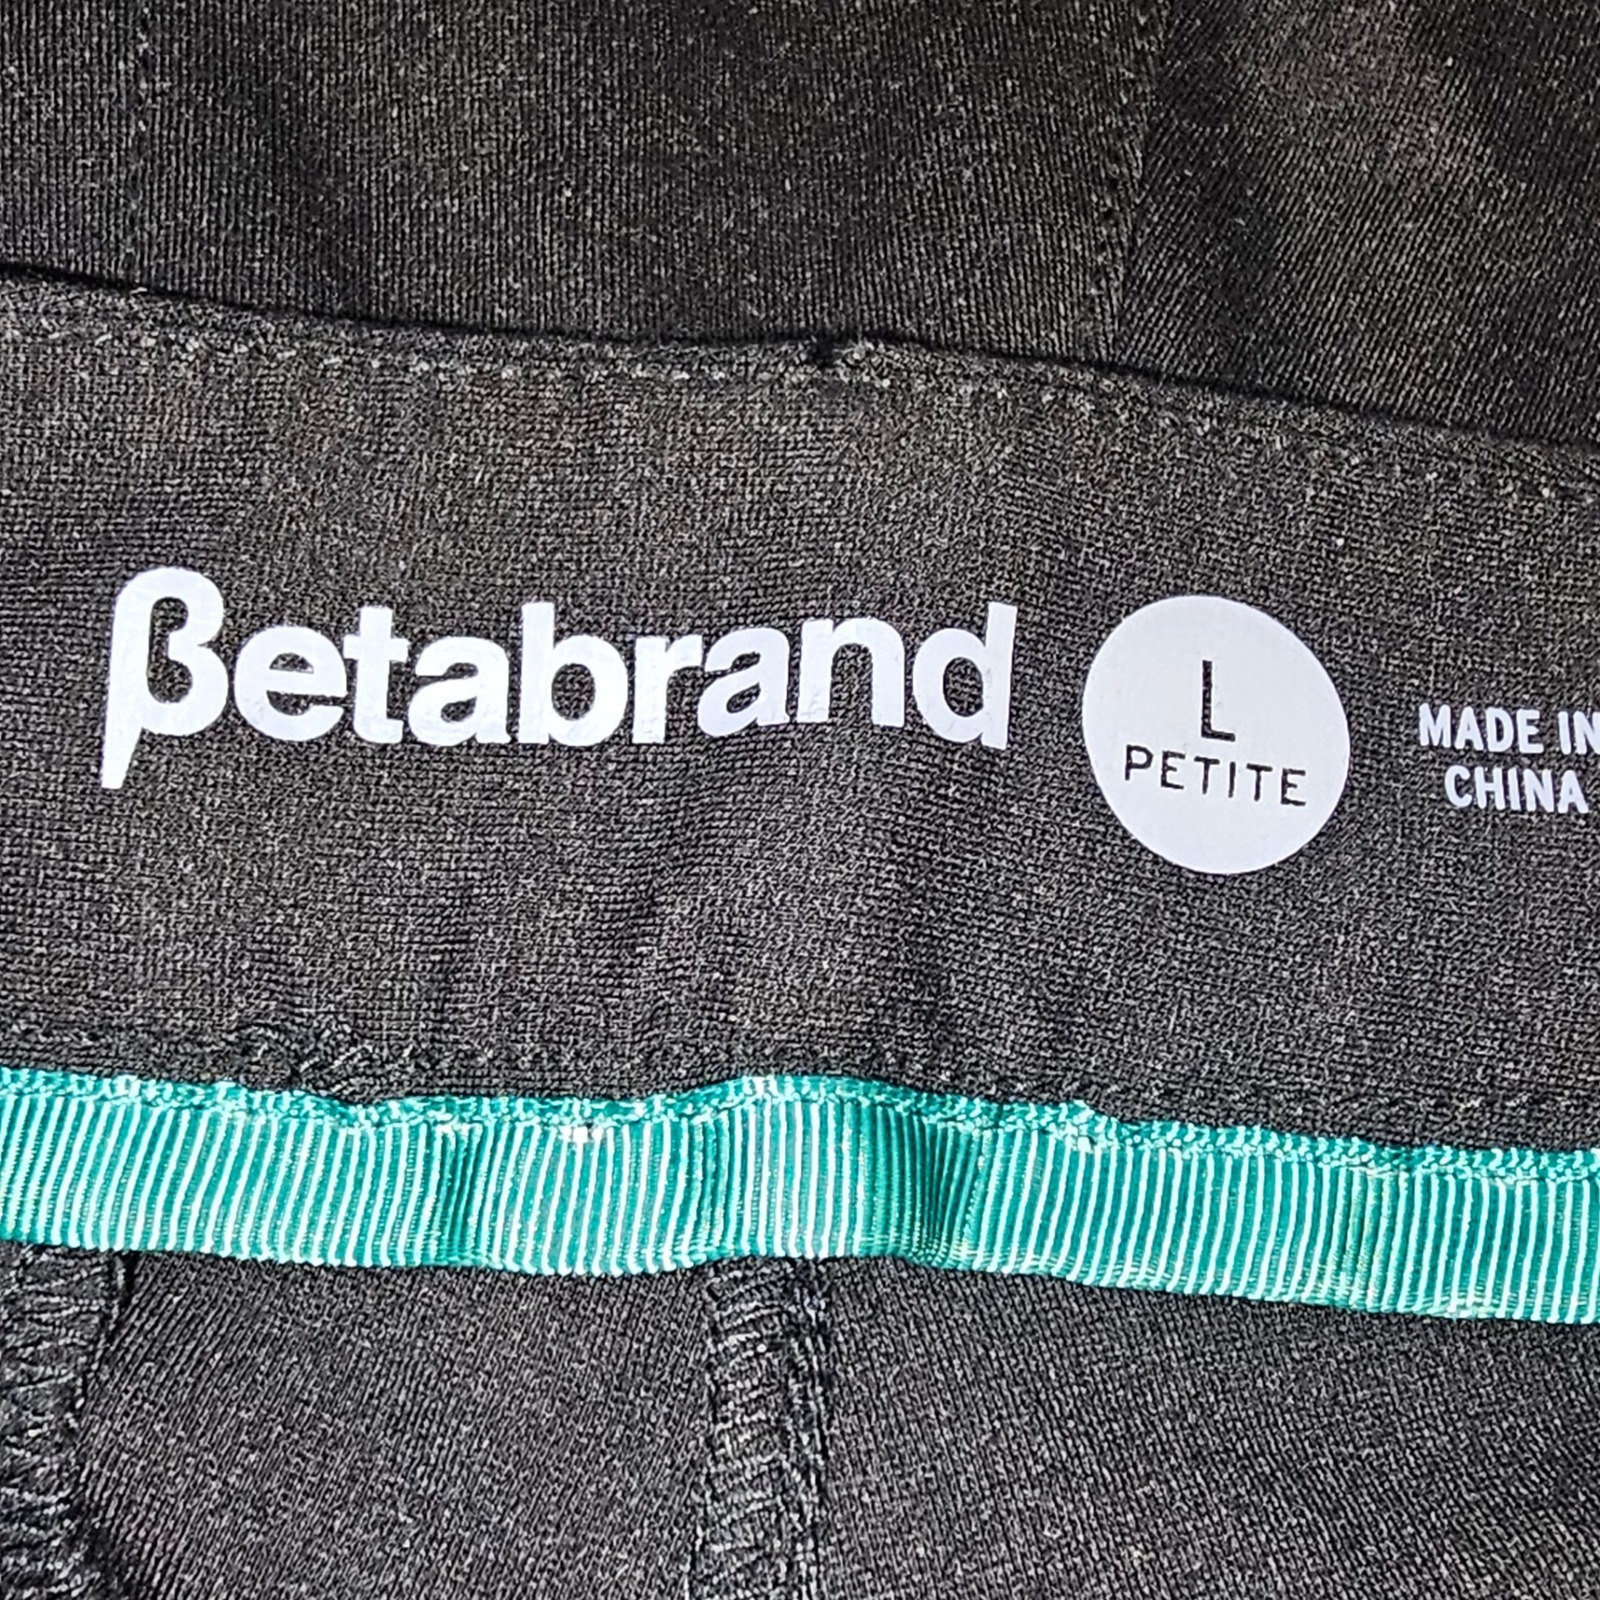 βetabrand
L
PETITE
MADE IN
CHINA